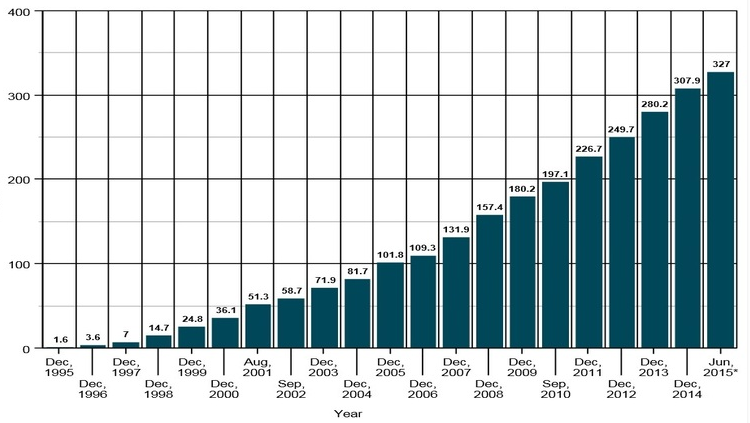 400
300
200
100
0
1.6
3.6
7
14.7
24.8
36.1
51.3
58.7
71.9
81.7
101.8
109.3
131.9
157.4
180.2
197.1
226.7
249.7
280.2
307.9
327
Dec,
1995
Dec,
1996
Dec,
1997
Dec,
1998
Dec,
1999
Dec,
2000
Aug,
2001
Sep,
2002
Dec,
2003
Dec,
2004
Dec,
2005
Dec,
2006
Dec,
2007
Dec,
2008
Dec,
2009
Sep,
2010
Dec,
2011
Dec,
2012
Dec,
2013
Dec,
2014
Jun,
2015*
Year